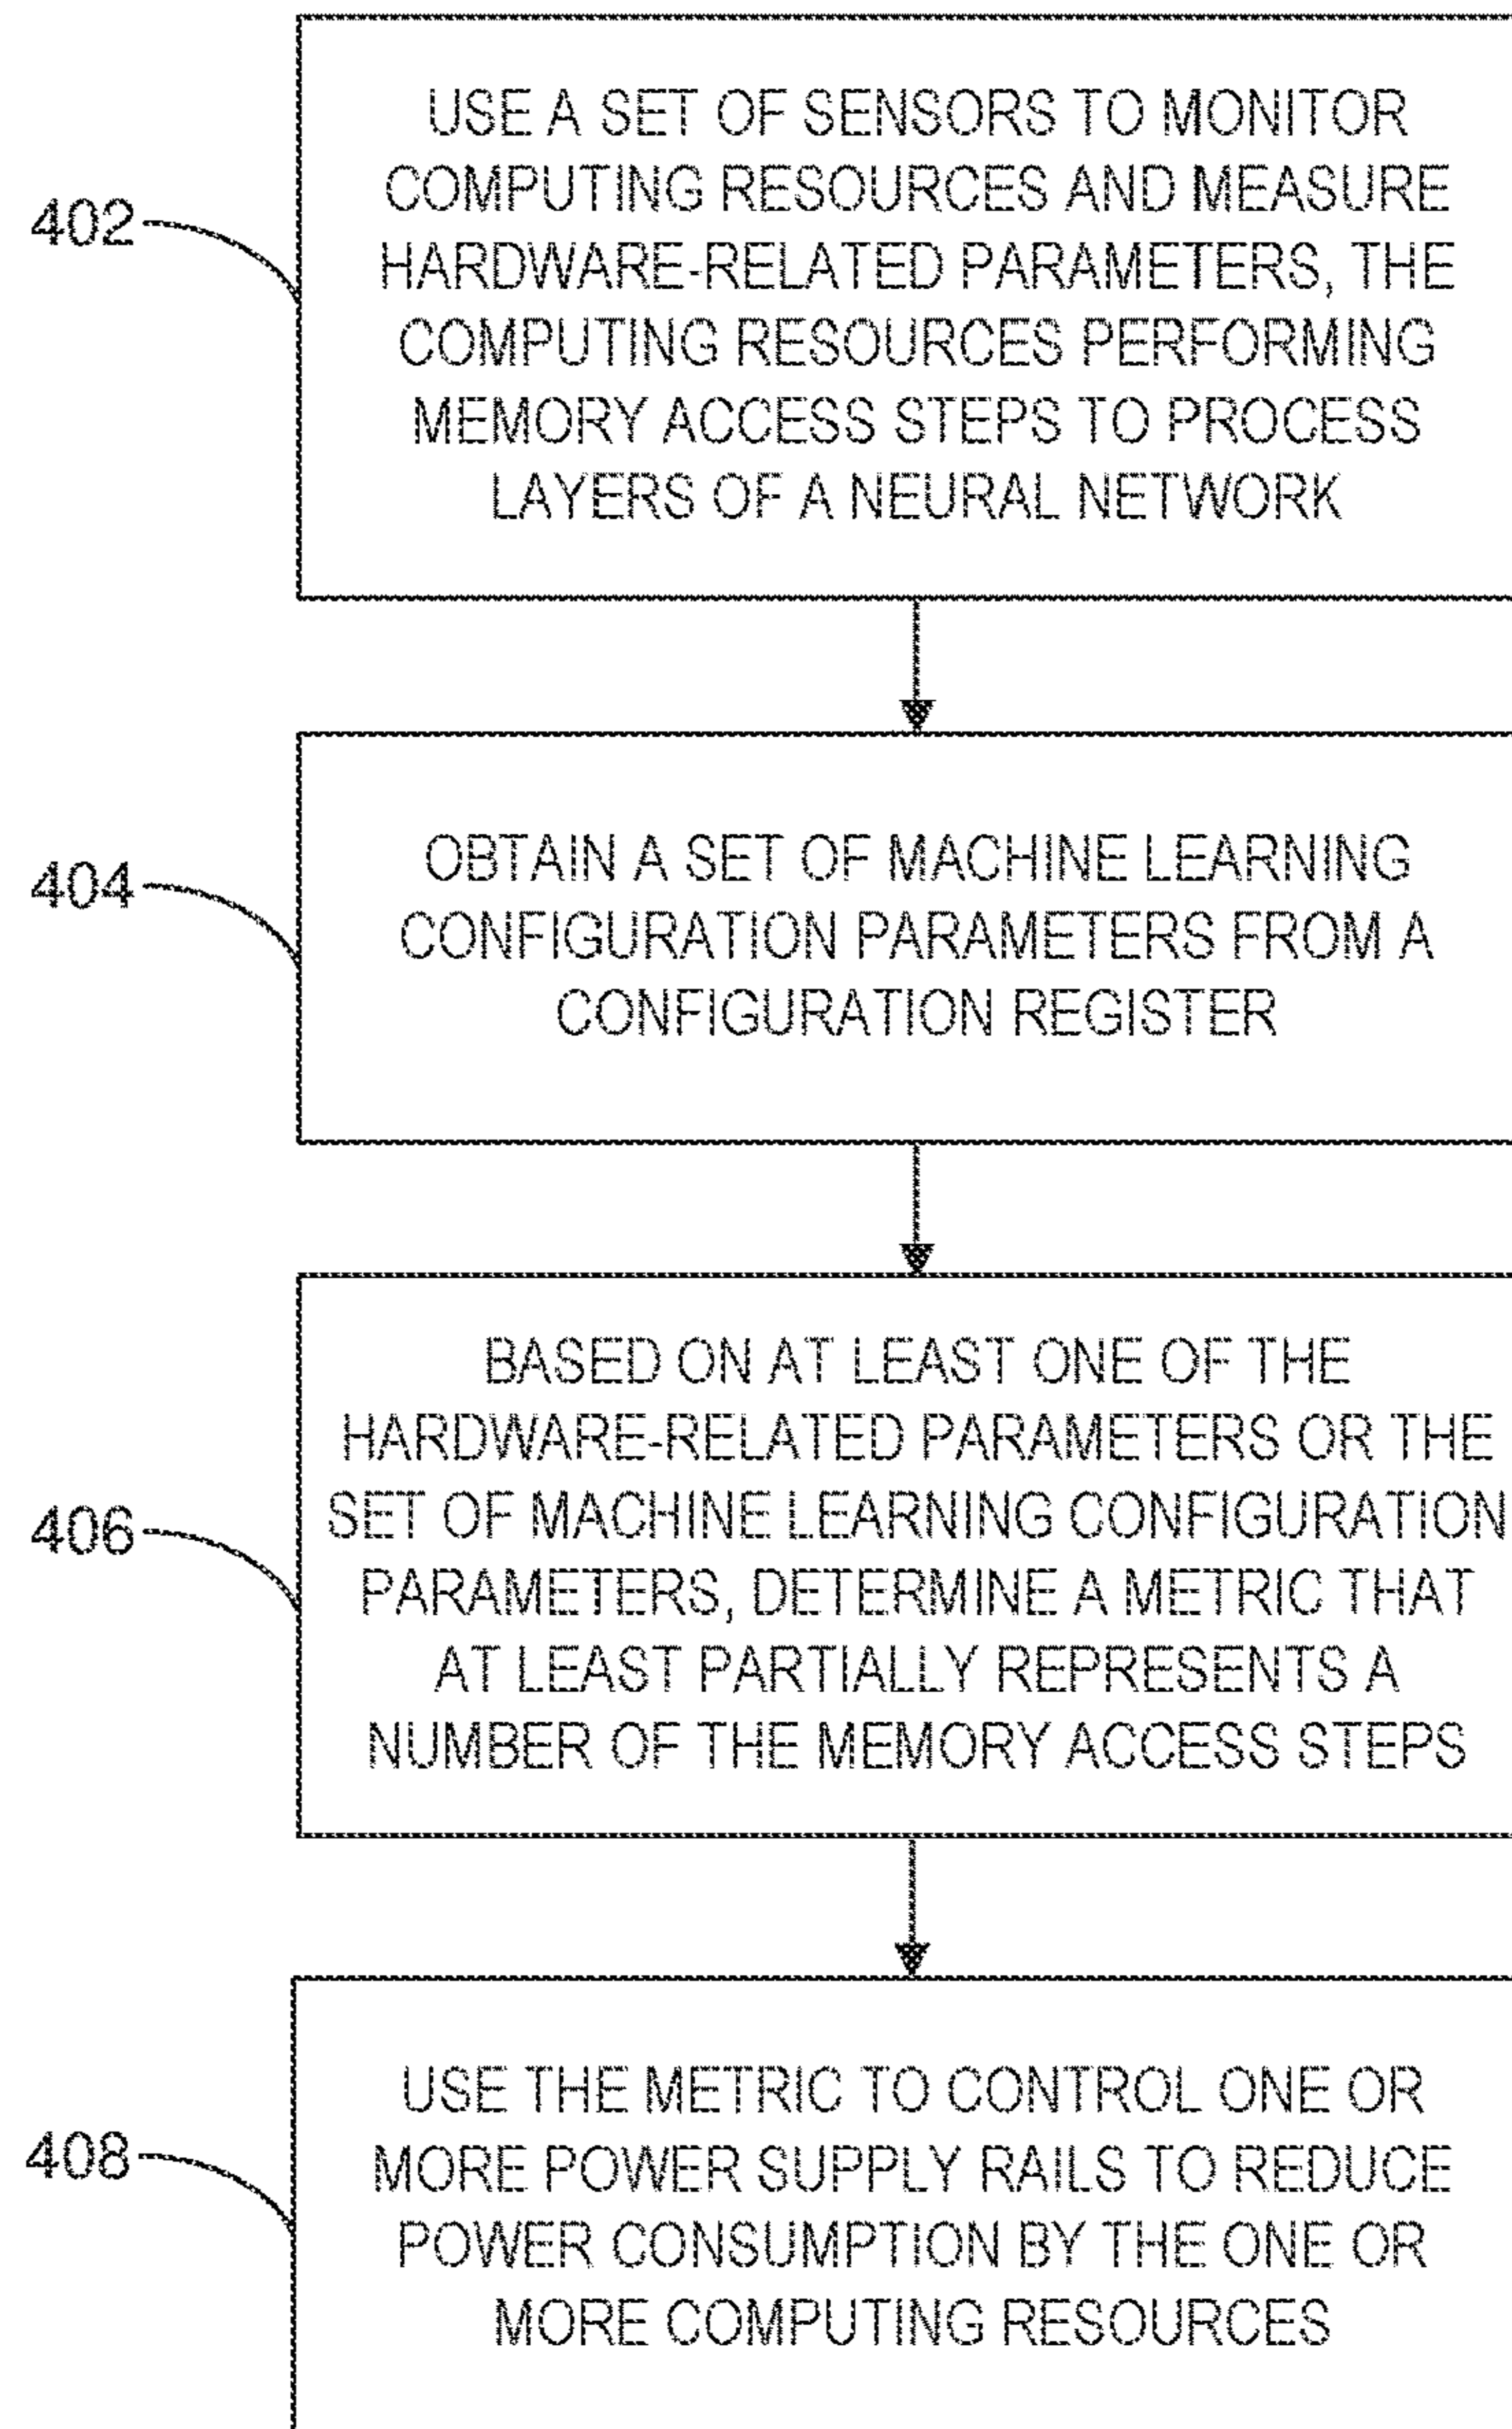 402
USE A SET OF SENSORS TO MONITOR
COMPUTING RESOURCES AND MEASURE
HARDWARE-RELATED PARAMETERS, THE
COMPUTING RESOURCES PERFORMING
MEMORY ACCESS STEPS TO PROCESS
LAYERS OF A NEURAL NETWORK
404
OBTAIN A SET OF MACHINE LEARNING
CONFIGURATION PARAMETERS FROM A
CONFIGURATION REGISTER
406
BASED ON AT LEAST ONE OF THE
HARDWARE-RELATED PARAMETERS OR THE
SET OF MACHINE LEARNING CONFIGURATION
PARAMETERS, DETERMINE A METRIC THAT
AT LEAST PARTIALLY REPRESENTS A
NUMBER OF THE MEMORY ACCESS STEPS
408
USE THE METRIC TO CONTROL ONE OR
MORE POWER SUPPLY RAILS TO REDUCE
POWER CONSUMPTION BY THE ONE OR
MORE COMPUTING RESOURCES